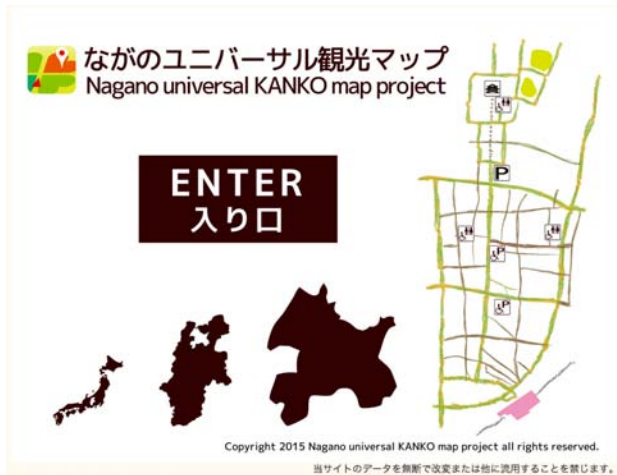 ながのユニバーサル観光マップ
Nagano universal KANKO map project
P
ENTER
入り口
P
P
Copyright 2015 Nagano universal KANKO map project all rights reserved.
当サイトのデータを無断で改変または他に流用することを禁じます。